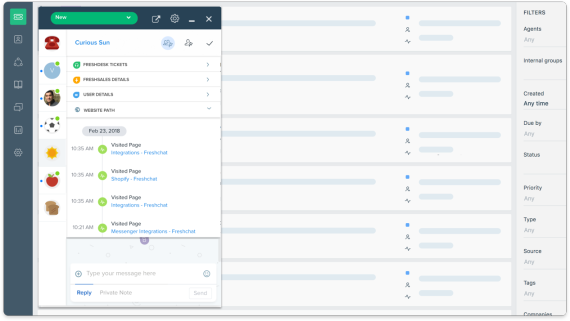 New
Curious Sun
FRESHDESK TICKETS
FRESHSALES DETAILS
USER DETAILS
WEBSITE PATH
Feb 23, 2018
10:35 AM Visited Page
Integrations - Freshchat
10:35 AM Visited Page
Shopify - Freshchat
10:35 AM Visited Page
Integrations - Freshchat
10:21 AM Visited Page
Messenger Integrations - Freshchat
Type your message here
Reply Private Note Send
FILTERS
Agents
Any
Internal groups
Created
Any time
Due by
Any
Status
Priority
Any
Type
Any
Source
Any
Tags
Any
Companies